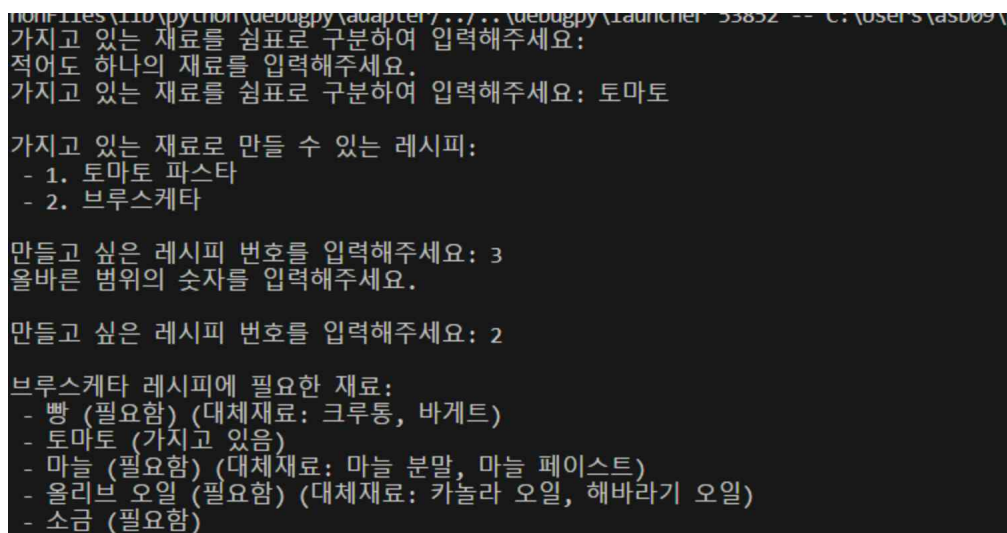 honFiles\lib\python\debugpy\adapter/../..\debugpy\launcher 53852 -- C:\Users\asb09\
가지고 있는 재료를 쉼표로 구분하여 입력해주세요:
적어도 하나의 재료를 입력해주세요.
가지고 있는 재료를 쉼표로 구분하여 입력해주세요: 토마토
가지고 있는 재료로 만들 수 있는 레시피:
- 1. 토마토 파스타
- 2. 브루스케타
만들고 싶은 레시피 번호를 입력해주세요: 3
올바른 범위의 숫자를 입력해주세요.
만들고 싶은 레시피 번호를 입력해주세요: 2
브루스케타 레시피에 필요한 재료:
- 빵 (필요함) (대체재료: 크루통, 바게트)
- 토마토 (가지고 있음)
- 마늘 (필요함) (대체재료: 마늘 분말, 마늘 페이스트)
- 올리브 오일 (필요함) (대체재료: 카놀라 오일, 해바라기 오일)
- 소금 (필요함)